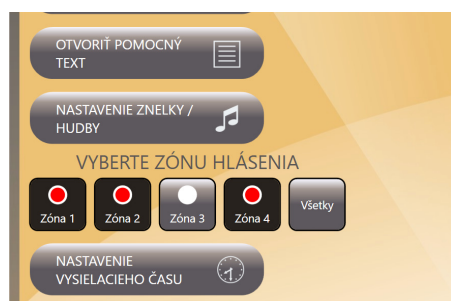 OTVORIŤ POMOCNÝ
TEXT
NASTAVENIE ZNELKY /
HUDBY
VYBERTE ZÓNU HLÁSENIA
Zóna 1 Zóna 2 Zóna 3 Zóna 4 Všetky
NASTAVENIE
VYSIELACIEHO ČASU